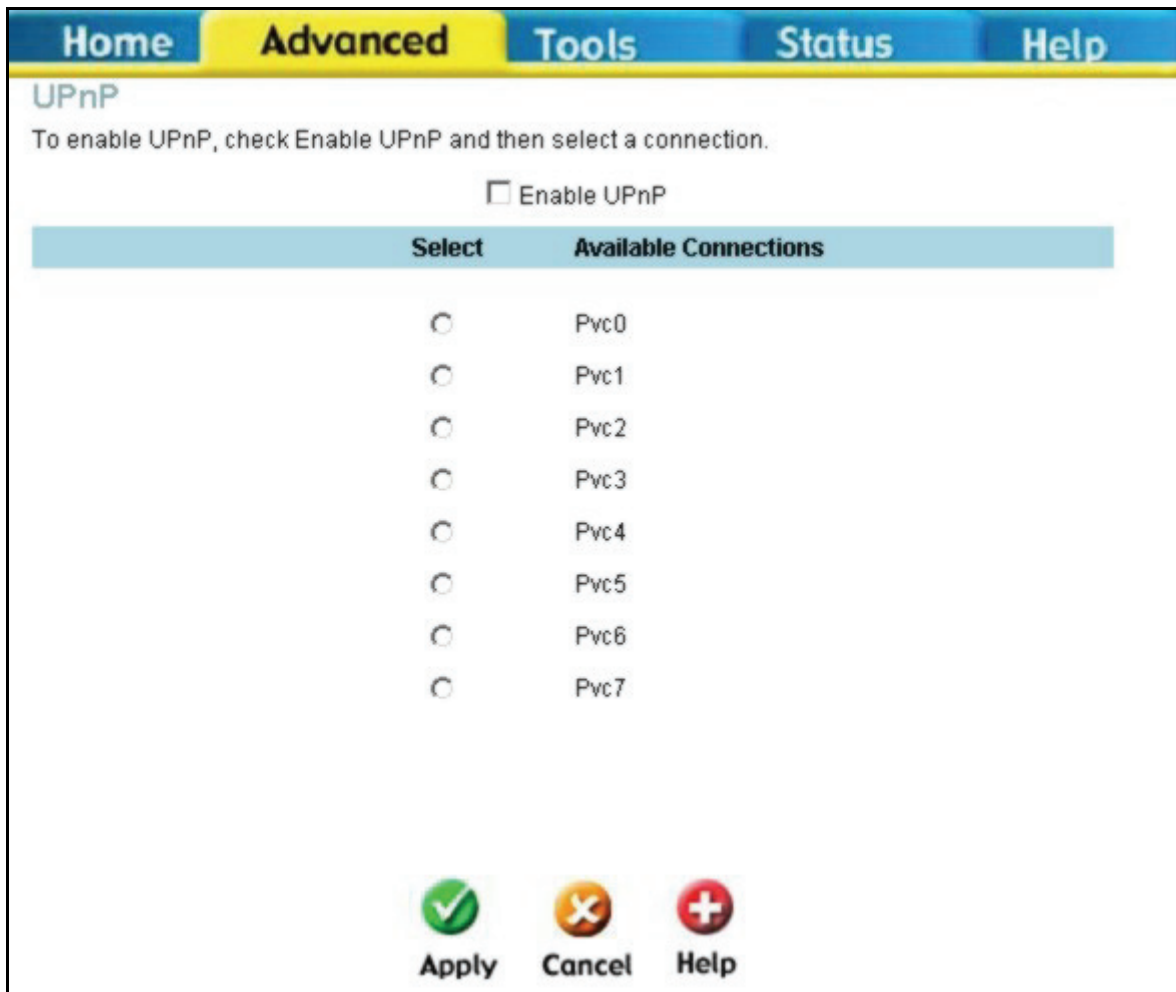 Home Advanced Tools Status Help
UPnP
To enable UPnP, check Enable UPnP and then select a connection.
Enable UPnP
Select Available Connections
Pvc0
Pvc1
Pvc2
Pvc3
Pvc4
Pvc5
Pvc6
Pvc7
Apply Cancel Help